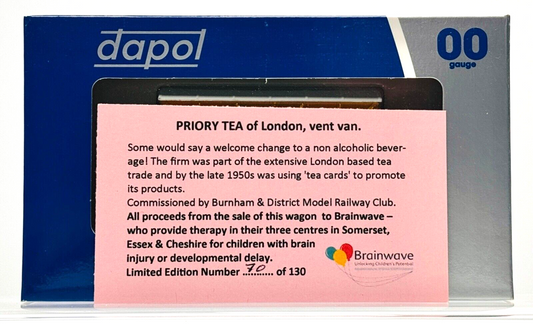 dapol
00
gauge
PRIORY TEA of London, vent van.
Some would say a welcome change to a non alcoholic bever-
age! The firm was part of the extensive London based tea
trade and by the late 1950s was using 'tea cards' to promote
its products.
Commissioned by Burnham & District Model Railway Club.
All proceeds from the sale of this wagon to Brainwave –
who provide therapy in their three centres in Somerset,
Essex & Cheshire for children with brain
injury or developmental delay.
Limited Edition Number ..70.. of 130
Brainwave
Unlocking Children's Potential